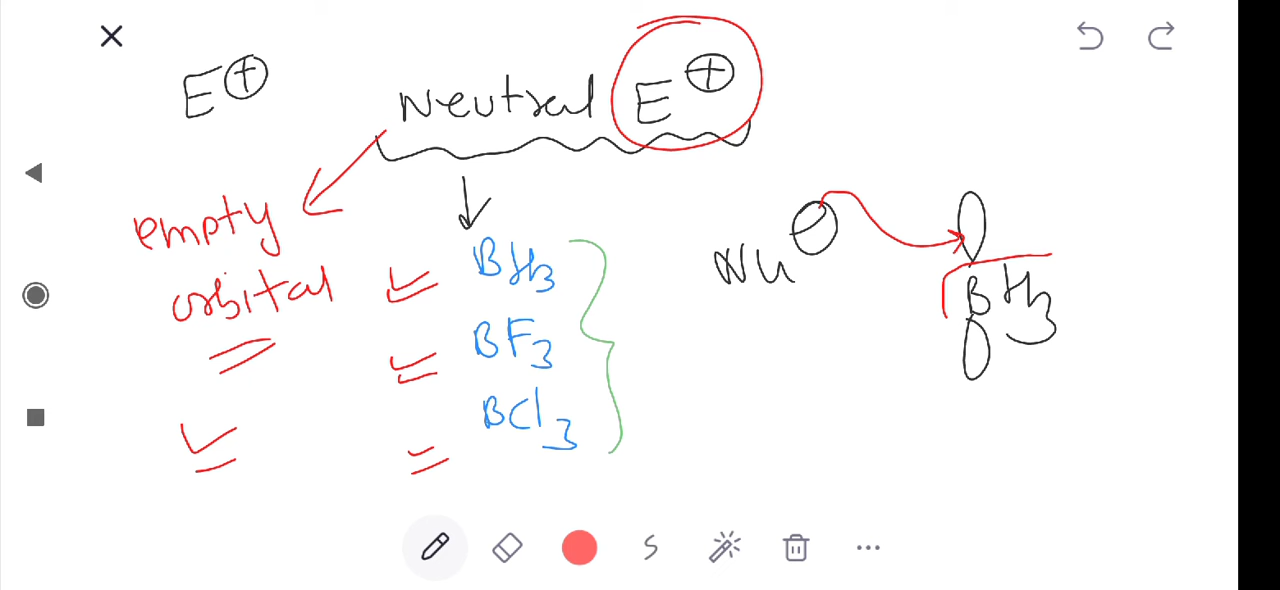 E⊕
Neutral E⊕
empty
orbital
BH3
BF3
BCl3
Nu⊖
BH3